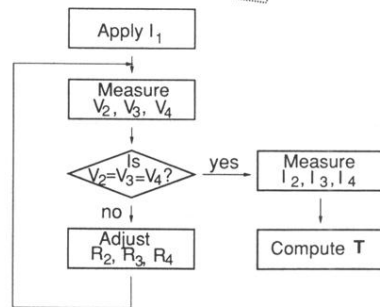 Apply I1
Measure
V2, V3, V4
Is
V2=V3=V4?
yes
Measure
I2, I3, I4
no
Adjust
R2, R3, R4
Compute T